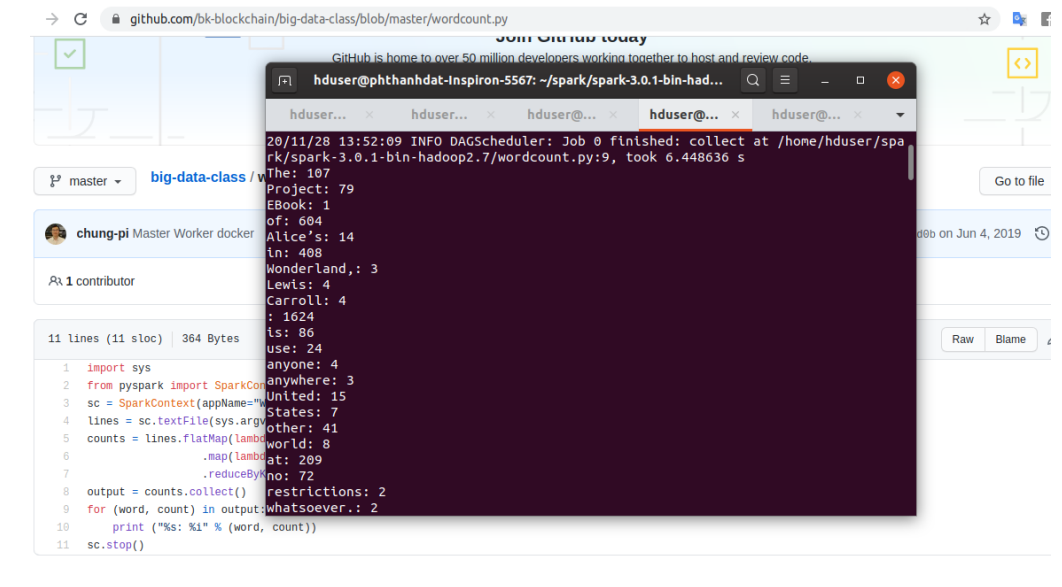 github.com/bk-blockchain/big-data-class/blob/master/wordcount.py
Join GitHub today
GitHub is home to over 50 million developers working together to host and review code,
hduser@phthanhdat-Inspiron-5567: ~/spark/spark-3.0.1-bin-had...
hduser... × hduser... × hduser@... × hduser@... × hduser@... ×
20/11/28 13:52:09 INFO DAGScheduler: Job 0 finished: collect at /home/hduser/spa
rk/spark-3.0.1-bin-hadoop2.7/wordcount.py:9, took 6.448636 s
The: 107
Project: 79
EBook: 1
of: 604
Alice’s: 14
in: 408
Wonderland,: 3
Lewis: 4
Carroll: 4
: 1624
is: 86
use: 24
anyone: 4
anywhere: 3
United: 15
States: 7
other: 41
world: 8
at: 209
no: 72
restrictions: 2
whatsoever.: 2
master
big-data-class / w
Go to file
chung-pi Master Worker docker
d0b on Jun 4, 2019
1 contributor
11 lines (11 sloc) 364 Bytes
Raw Blame
1 import sys
2 from pyspark import SparkCon
3 sc = SparkContext(appName="W
4 lines = sc.textFile(sys.argv
5 counts = lines.flatMap(lambd
6 .map(lambd
7 .reduceByK
8 output = counts.collect()
9 for (word, count) in output:
10 print ("%s: %i" % (word, count))
11 sc.stop()